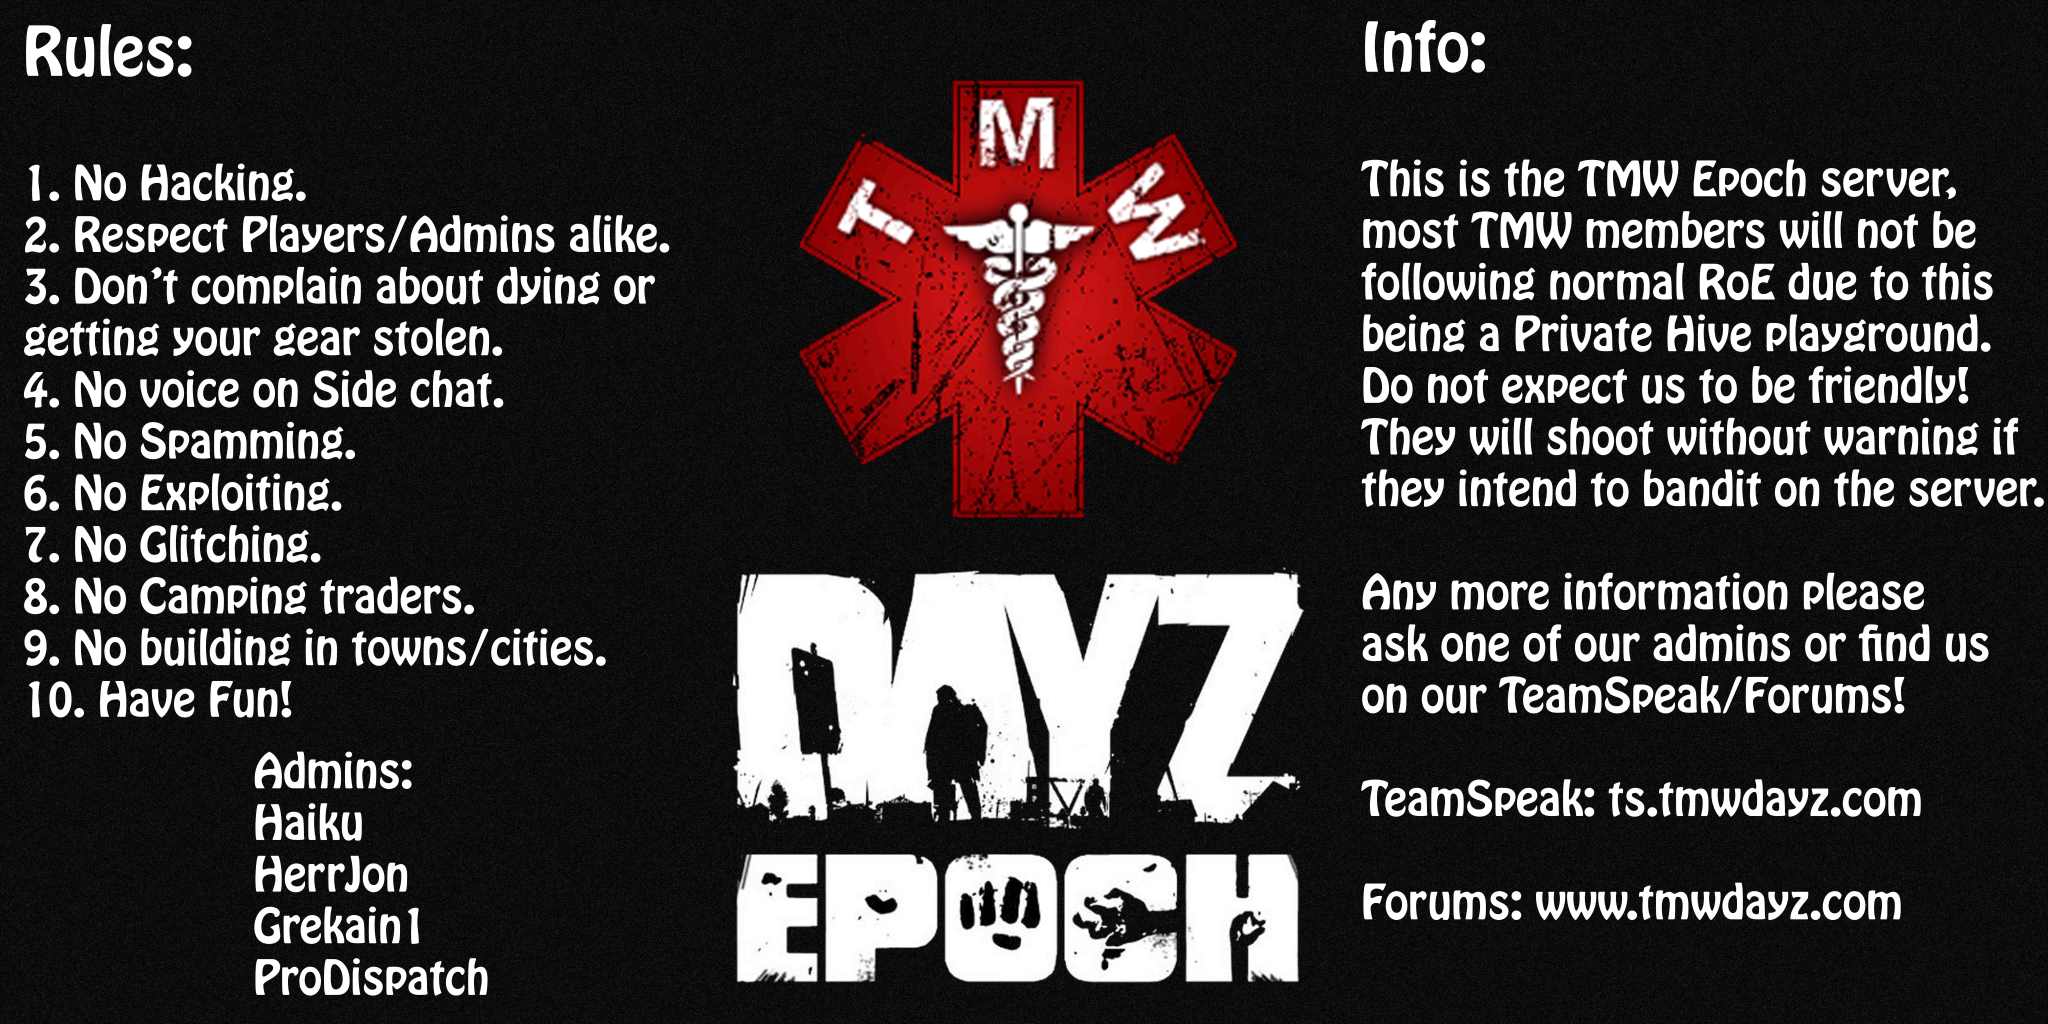 Rules:
1. No Hacking.
2. Respect Players/Admins alike.
3. Don't complain about dying or
getting your gear stolen.
4. No voice on Side chat.
5. No Spamming.
6. No Exploiting.
7. No Glitching.
8. No Camping traders.
9. No building in towns/cities.
10. Have Fun!
Admins:
Haiku
HerrJon
Grekain1
ProDispatch
T M W
DAYZ
EPOCH
Info:
This is the TMW Epoch server,
most TMW members will not be
following normal RoE due to this
being a Private Hive playground.
Do not expect us to be friendly!
They will shoot without warning if
they intend to bandit on the server.
Any more information please
ask one of our admins or find us
on our TeamSpeak/Forums!
TeamSpeak: ts.tmwdayz.com
Forums: www.tmwdayz.com